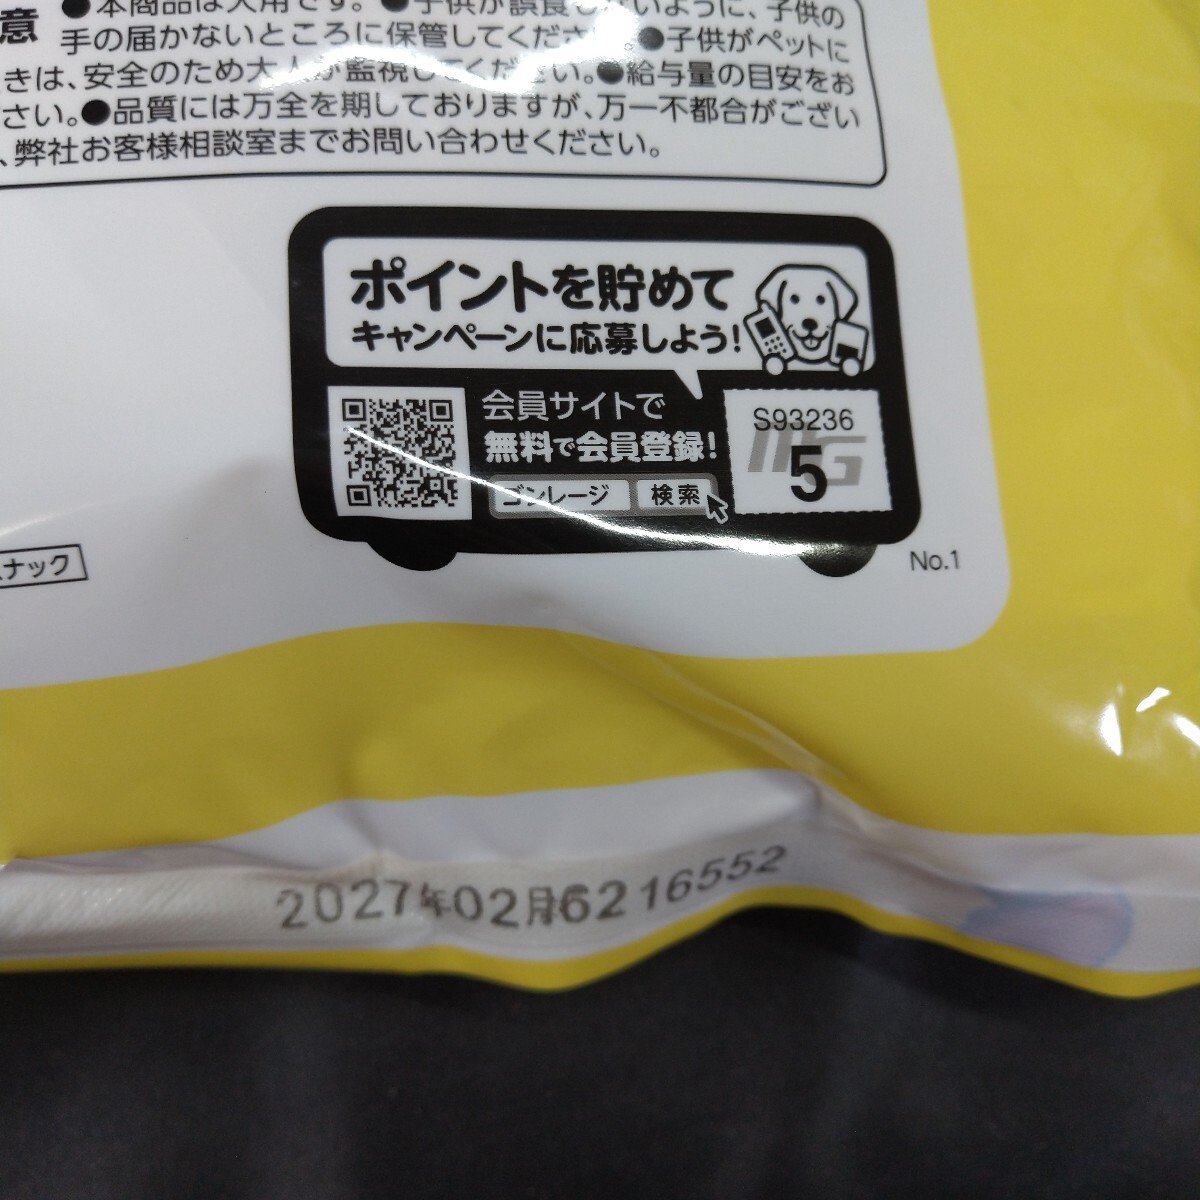 意
●本商品は犬用です。●子供が誤食しないように、子供の
手の届かないところに保管してください。●子供がペットに
きは、安全のため大人が監視してください。●給与量の目安をお
さい。●品質には万全を期しておりますが、万一不都合がござい
、弊社お客様相談室までお問い合わせください。
ポイントを貯めて
キャンペーンに応募しよう!
会員サイトで
無料で会員登録!
ゴンレージ 検索
S93236
5
No.1
ナック
2027年02月 6216552